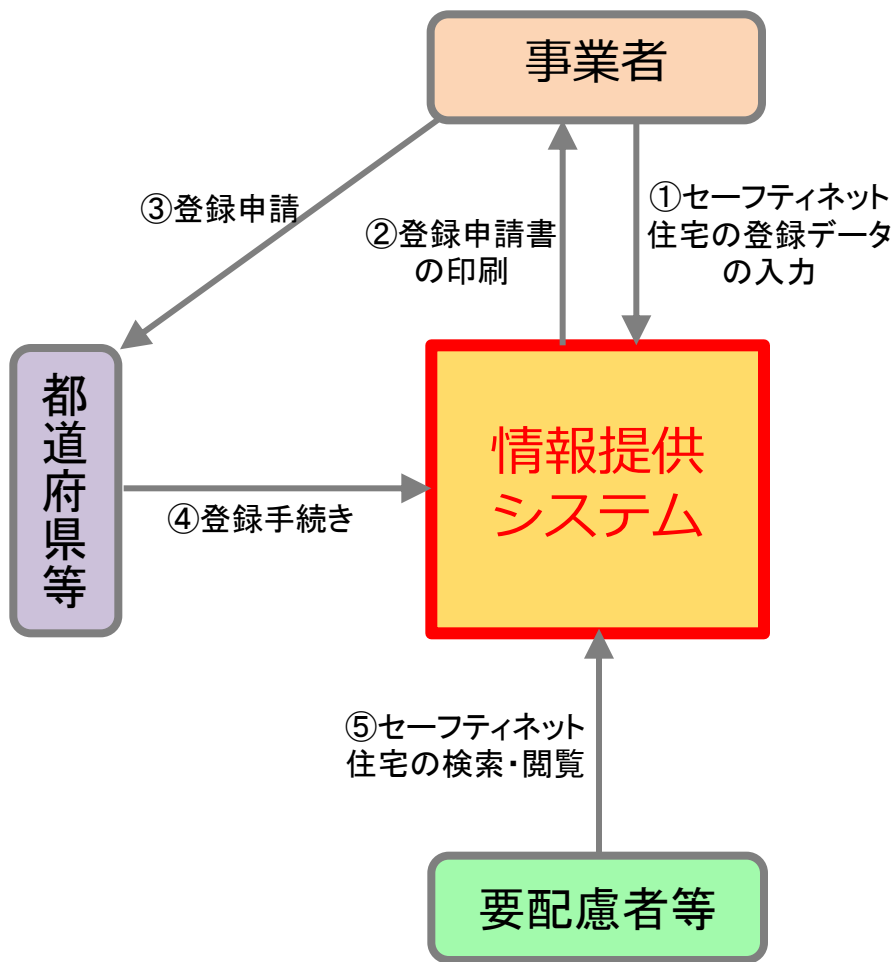 事業者
③登録申請
①セーフティネット
住宅の登録データ
の入力
②登録申請書
の印刷
都道府県等
情報提供
システム
④登録手続き
⑤セーフティネット
住宅の検索・閲覧
要配慮者等